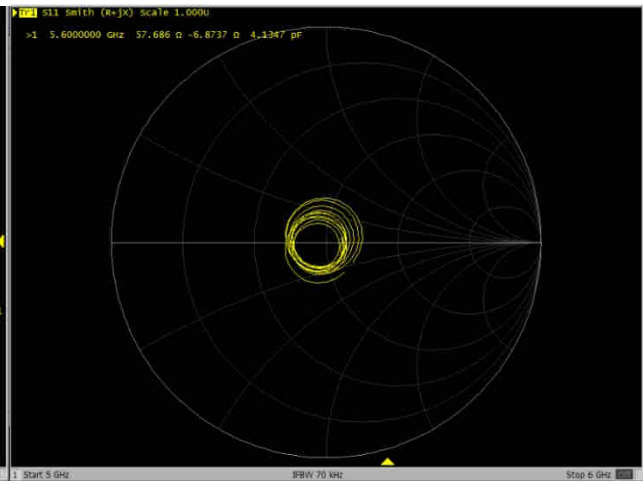 Tr1 S11 Smith (R+jX) Scale 1.000U
>1 5.6000000 GHz 57.686 Ω -6.8737 Ω 4.1347 pF
1 Start 5 GHz IFBW 70 kHz Stop 6 GHz